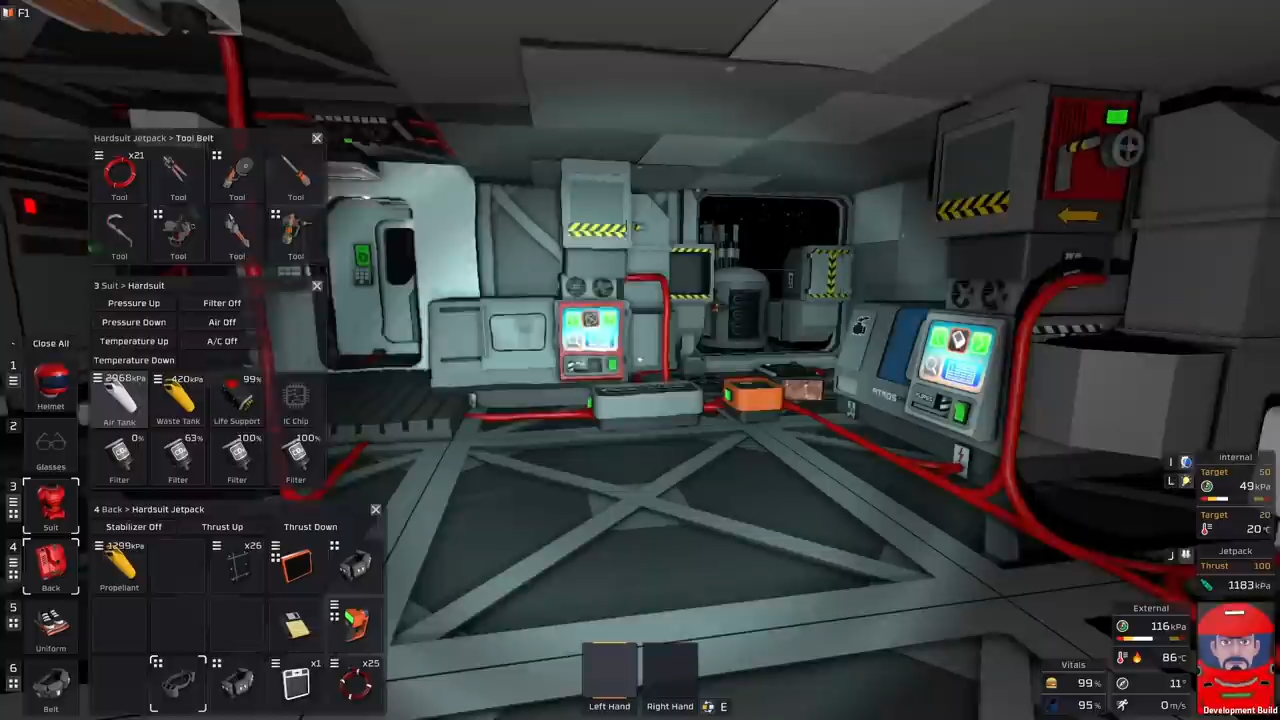 F1
Hardsuit Jetpack > Tool Belt
x21
Tool
Tool
Tool
Tool
Tool
Tool
Tool
Tool
3 Suit > Hardsuit
Pressure Up
Filter Off
Pressure Down
Air Off
Temperature Up
A/C Off
Temperature Down
Close All
1
Helmet
2
Glasses
3
Suit
4
Back
5
Uniform
6
Belt
2968kPa
Air Tank
420kPa
Waste Tank
99%
Life Support
IC Chip
0%
Filter
63%
Filter
100%
Filter
100%
Filter
4 Back > Hardsuit Jetpack
Stabilizer Off
Thrust Up
Thrust Down
1299kPa
Propellant
x26
x1
x25
ATMOS
Left Hand
Right Hand
E
Internal
I
Target 50
L
49kPa
Target 20
20°C
Jetpack
J
Thrust 100
1183kPa
External
116kPa
86°C
11°
0m/s
Vitals
99%
95%
Development Build